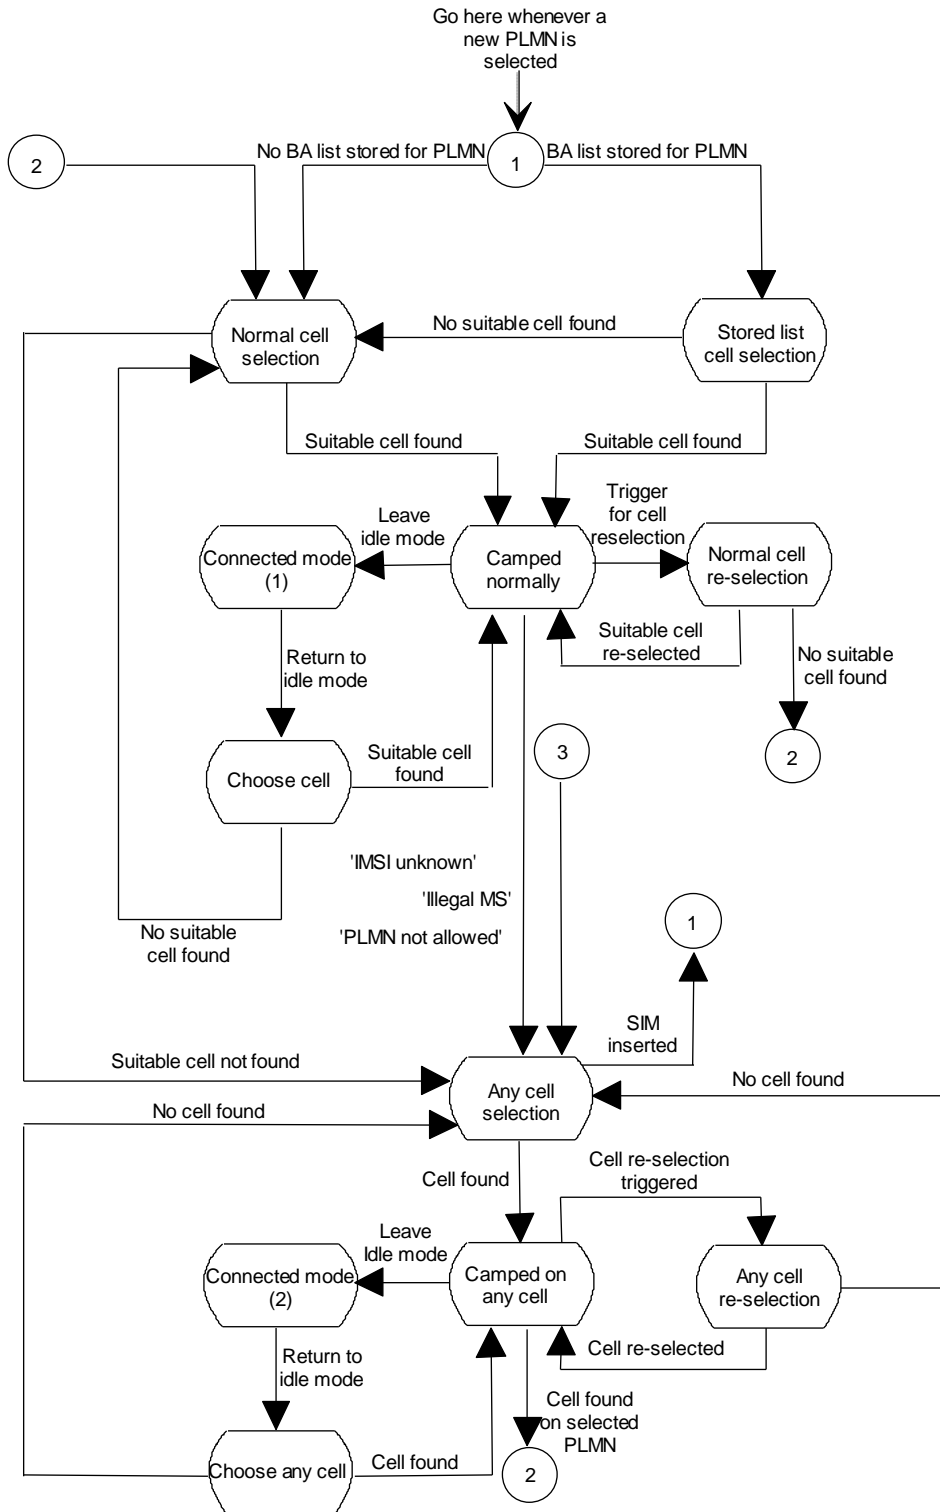 Go here whenever a
new PLMN is
selected
2
No BA list stored for PLMN
1
BA list stored for PLMN
Normal cell
selection
No suitable cell found
Stored list
cell selection
Suitable cell found
Suitable cell found
Leave
idle mode
Trigger
for cell
reselection
Connected mode
(1)
Camped
normally
Normal cell
re-selection
Suitable cell
re-selected
Return to
idle mode
No suitable
cell found
Choose cell
Suitable cell
found
3
2
'IMSI unknown'
'Illegal MS'
'PLMN not allowed'
No suitable
cell found
1
SIM
inserted
Suitable cell not found
Any cell
selection
No cell found
No cell found
Cell found
Cell re-selection
triggered
Leave
Idle mode
Connected mode
(2)
Camped on
any cell
Any cell
re-selection
Return to
idle mode
Cell re-selected
Cell found
on selected
PLMN
Choose any cell
Cell found
2